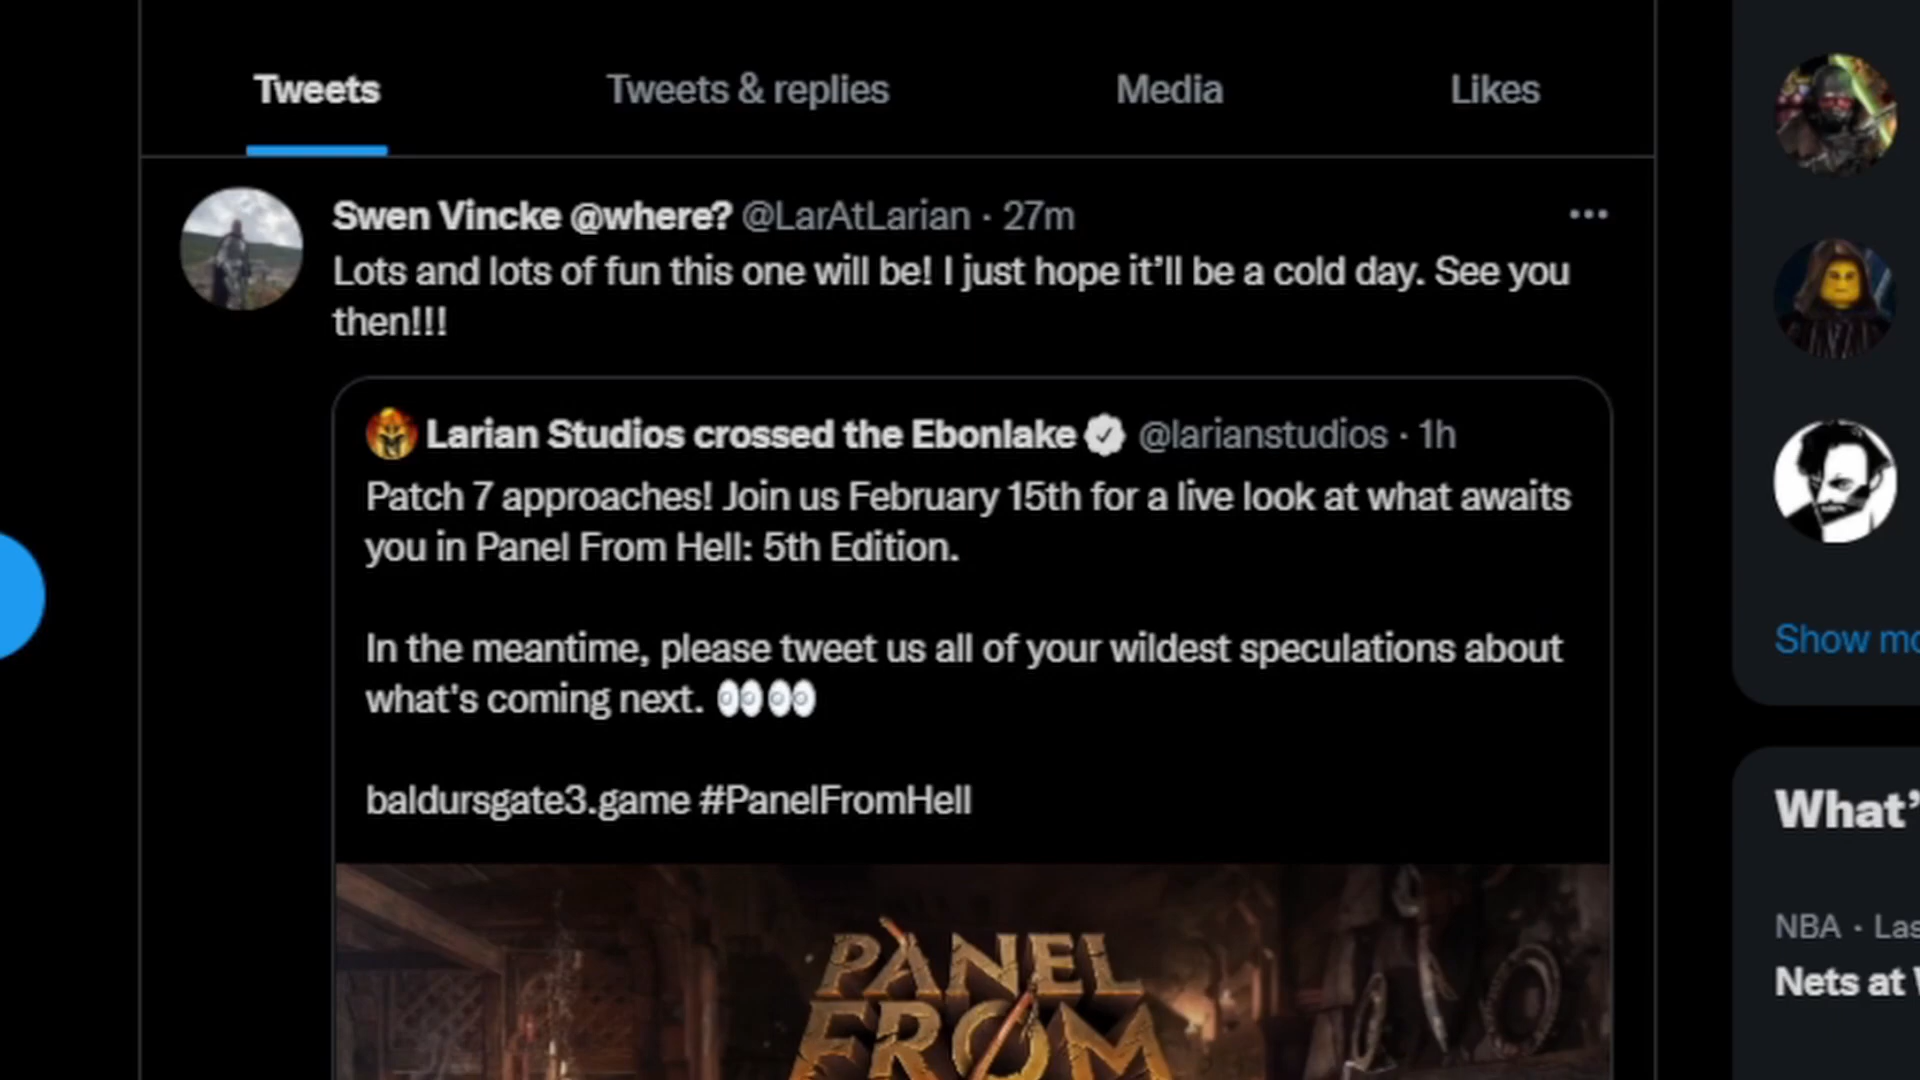 Tweets
Tweets & replies
Media
Likes
Swen Vincke @where? @LarAtLarian · 27m
Lots and lots of fun this one will be! I just hope it’ll be a cold day. See you
then!!!
Larian Studios crossed the Ebonlake @larianstudios · 1h
Patch 7 approaches! Join us February 15th for a live look at what awaits
you in Panel From Hell: 5th Edition.
In the meantime, please tweet us all of your wildest speculations about
what's coming next. 👀👀
baldursgate3.game #PanelFromHell
PANEL
FROM
Show mo
What’
NBA · Las
Nets at